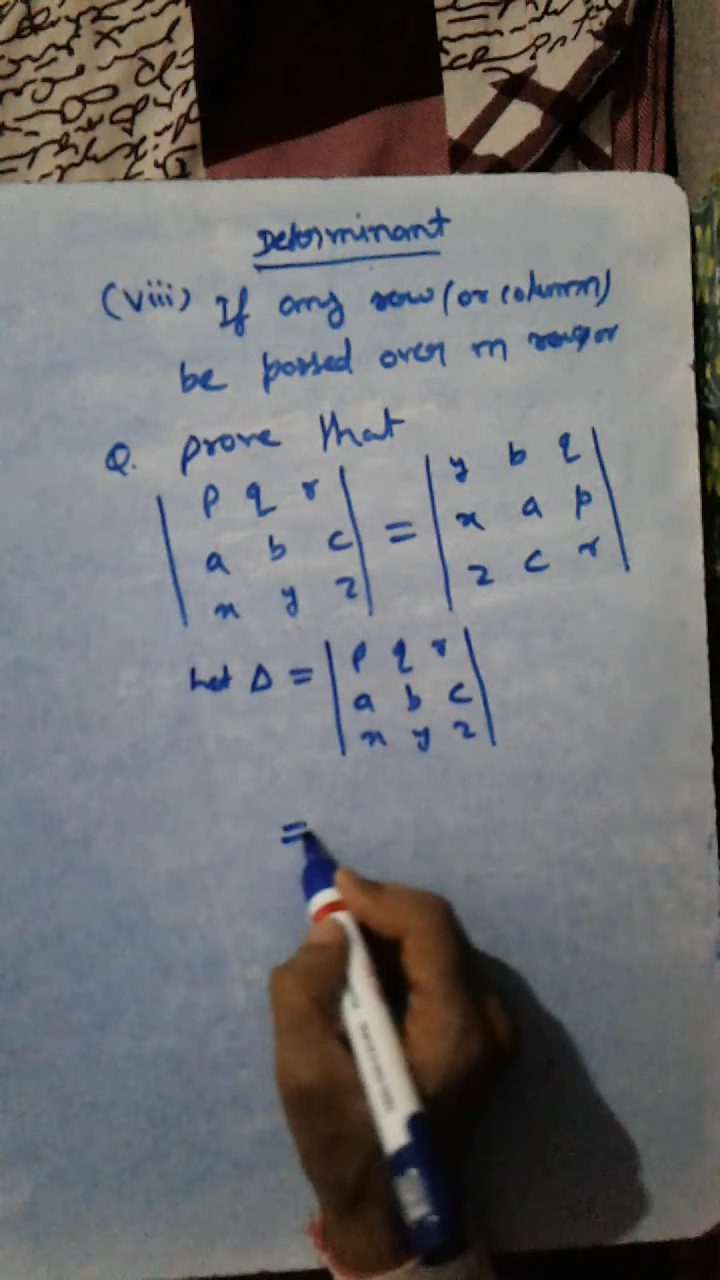 Determinant
(viii) If any row (or column)
be passed over m rows or
Q. prove that
| p q r | = | y b q |
| a b c | | x a p |
| x y z | | z c r |
Let Δ = | p q r |
| a b c |
| x y z |
=